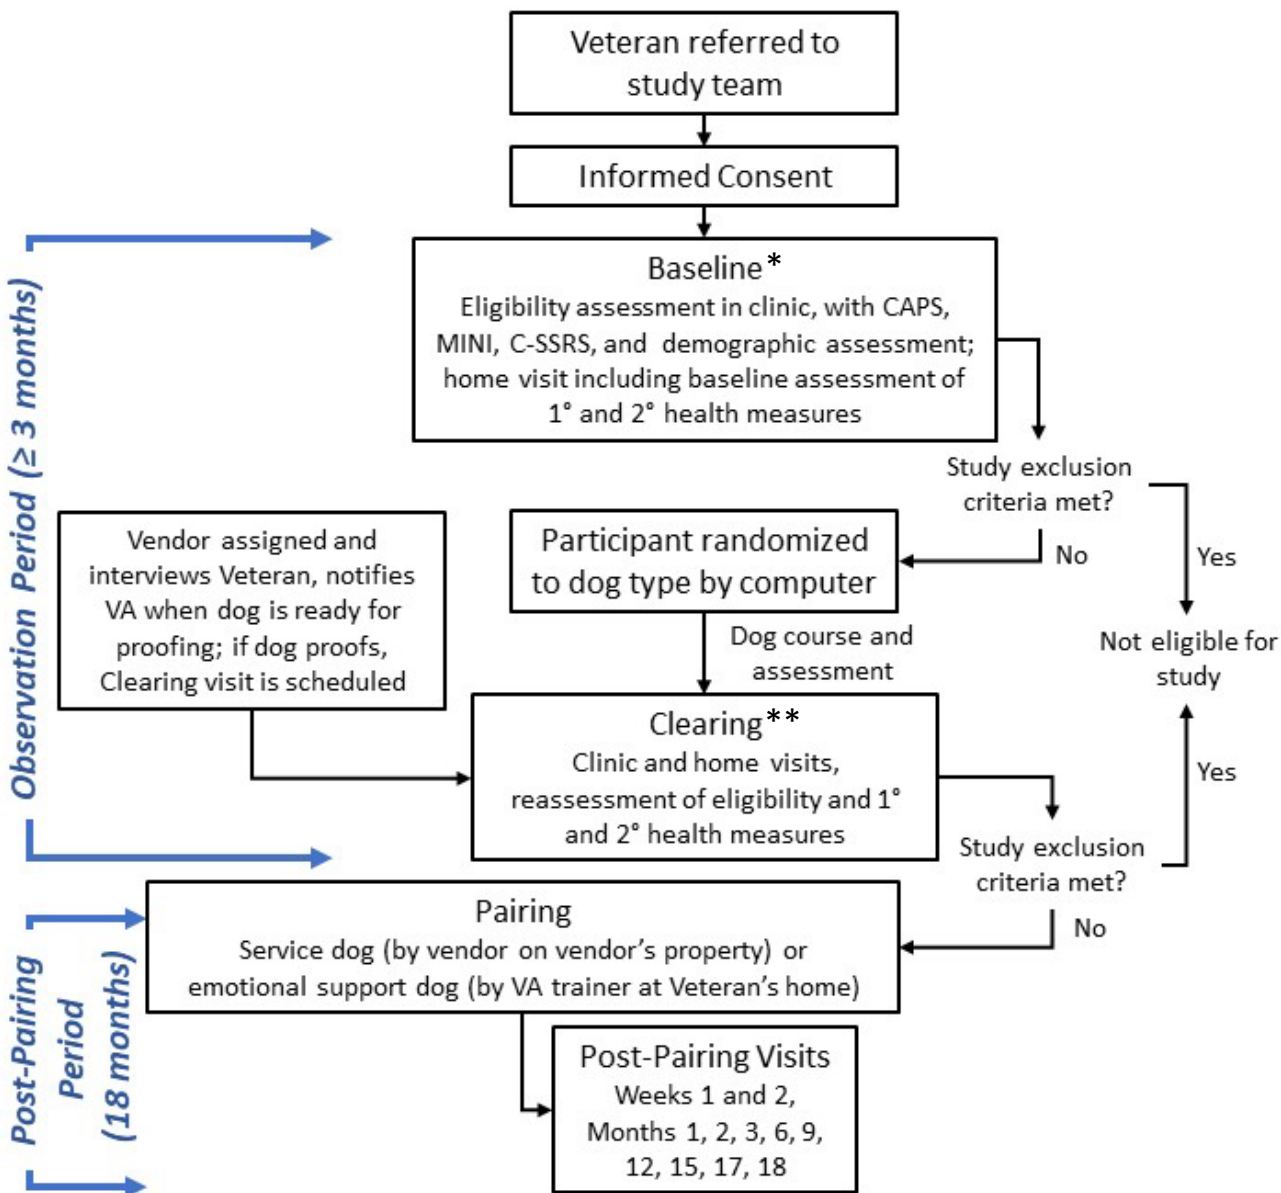 Veteran referred to
study team
Informed Consent
Baseline*
Eligibility assessment in clinic, with CAPS,
MINI, C-SSRS, and demographic assessment;
home visit including baseline assessment of
1° and 2° health measures
Observation Period (≥ 3 months)
Study exclusion
criteria met?
No
Yes
Participant randomized
to dog type by computer
Vendor assigned and
interviews Veteran, notifies
VA when dog is ready for
proofing; if dog proofs,
Clearing visit is scheduled
Dog course and
assessment
Not eligible for
study
Clearing**
Clinic and home visits,
reassessment of eligibility and 1°
and 2° health measures
Yes
Study exclusion
criteria met?
No
Pairing
Service dog (by vendor on vendor's property) or
emotional support dog (by VA trainer at Veteran's home)
Post-Pairing
Period
(18 months)
Post-Pairing Visits
Weeks 1 and 2,
Months 1, 2, 3, 6, 9,
12, 15, 17, 18